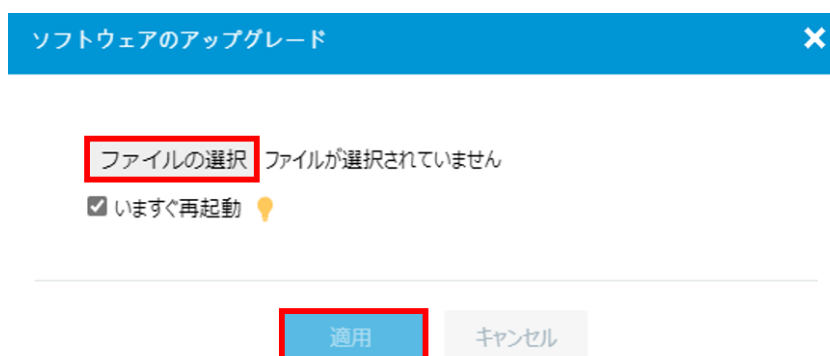 ソフトウェアのアップグレード
ファイルの選択 ファイルが選択されていません
いますぐ再起動
適用 キャンセル